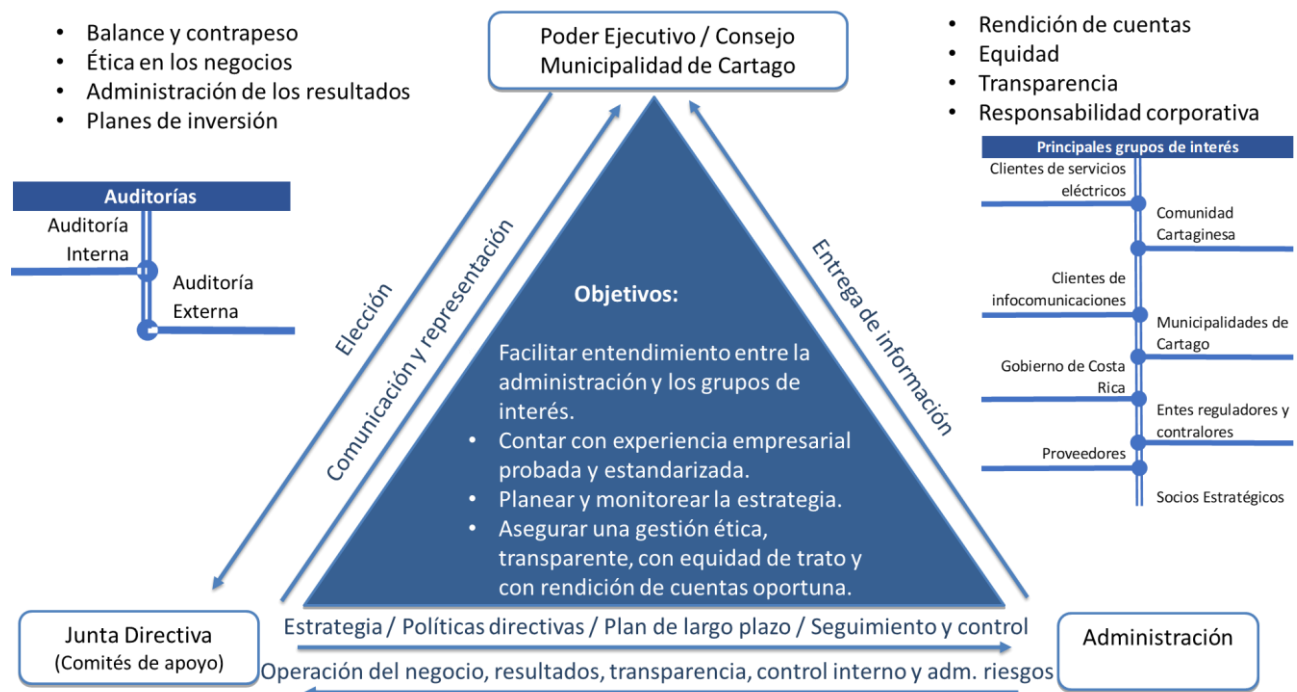 • Balance y contrapeso
• Ética en los negocios
• Administración de los resultados
• Planes de inversión
Poder Ejecutivo / Consejo
Municipalidad de Cartago
• Rendición de cuentas
• Equidad
• Transparencia
• Responsabilidad corporativa
Auditorías
Auditoría
Interna
Auditoría
Externa
Principales grupos de interés
Clientes de servicios
eléctricos
Comunidad
Cartaginesa
Clientes de
infocomunicaciones
Municipalidades de
Cartago
Gobierno de Costa
Rica
Entes reguladores y
contralores
Proveedores
Socios Estratégicos
Elección
Comunicación y representación
Entrega de información
Objetivos:
Facilitar entendimiento entre la
administración y los grupos de
interés.
• Contar con experiencia empresarial
probada y estandarizada.
• Planear y monitorear la estrategia.
• Asegurar una gestión ética,
transparente, con equidad de trato y
con rendición de cuentas oportuna.
Junta Directiva
(Comités de apoyo)
Estrategia / Políticas directivas / Plan de largo plazo / Seguimiento y control
Operación del negocio, resultados, transparencia, control interno y adm. riesgos
Administración